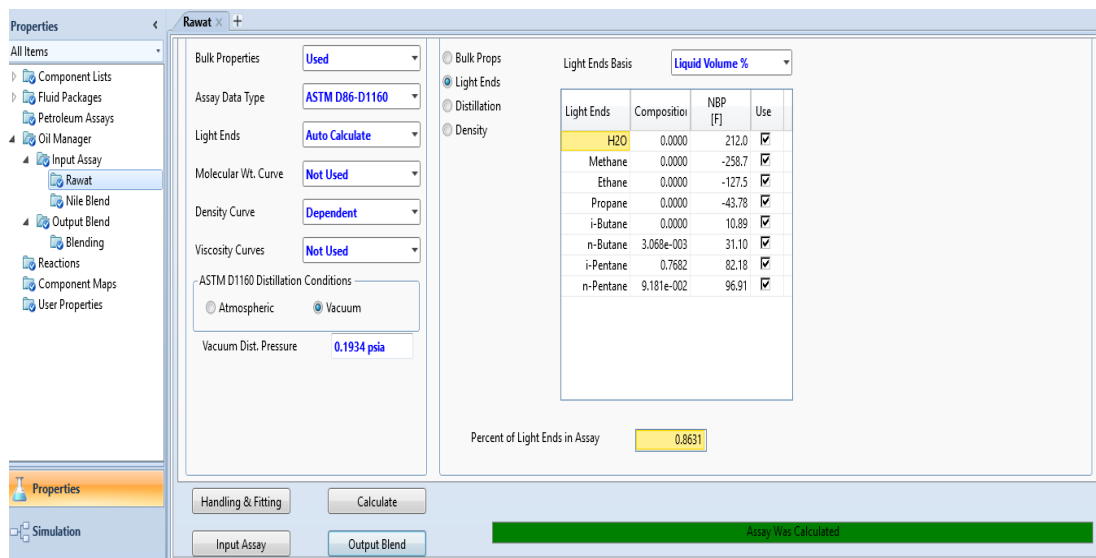 Properties
<
All Items
Component Lists
Fluid Packages
Petroleum Assays
Oil Manager
Input Assay
Rawat
Nile Blend
Output Blend
Blending
Reactions
Component Maps
User Properties
Properties
Simulation
Rawat × +
Bulk Properties Used
Assay Data Type ASTM D86-D1160
Light Ends Auto Calculate
Molecular Wt. Curve Not Used
Density Curve Dependent
Viscosity Curves Not Used
ASTM D1160 Distillation Conditions
Atmospheric Vacuum
Vacuum Dist. Pressure 0.1934 psia
Bulk Props
Light Ends
Distillation
Density
Light Ends Basis Liquid Volume %
Light Ends Composition NBP [F] Use
H2O 0.0000 212.0
Methane 0.0000 -258.7
Ethane 0.0000 -127.5
Propane 0.0000 -43.78
i-Butane 0.0000 10.89
n-Butane 3.068e-003 31.10
i-Pentane 0.7682 82.18
n-Pentane 9.181e-002 96.91
Percent of Light Ends in Assay 0.8631
Handling & Fitting Calculate
Input Assay Output Blend
Assay Was Calculated